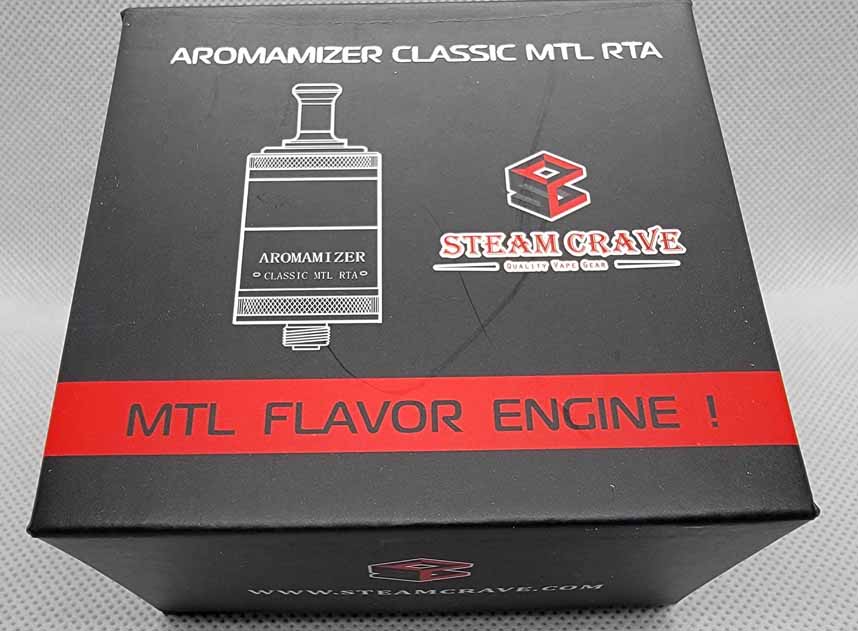 AROMAMIZER CLASSIC MTL RTA
AROMAMIZER
CLASSIC MTL RTA
STEAM CRAVE
QUALITY VAPE GEAR
MTL FLAVOR ENGINE !
WWW.STEAMCRAVE.COM